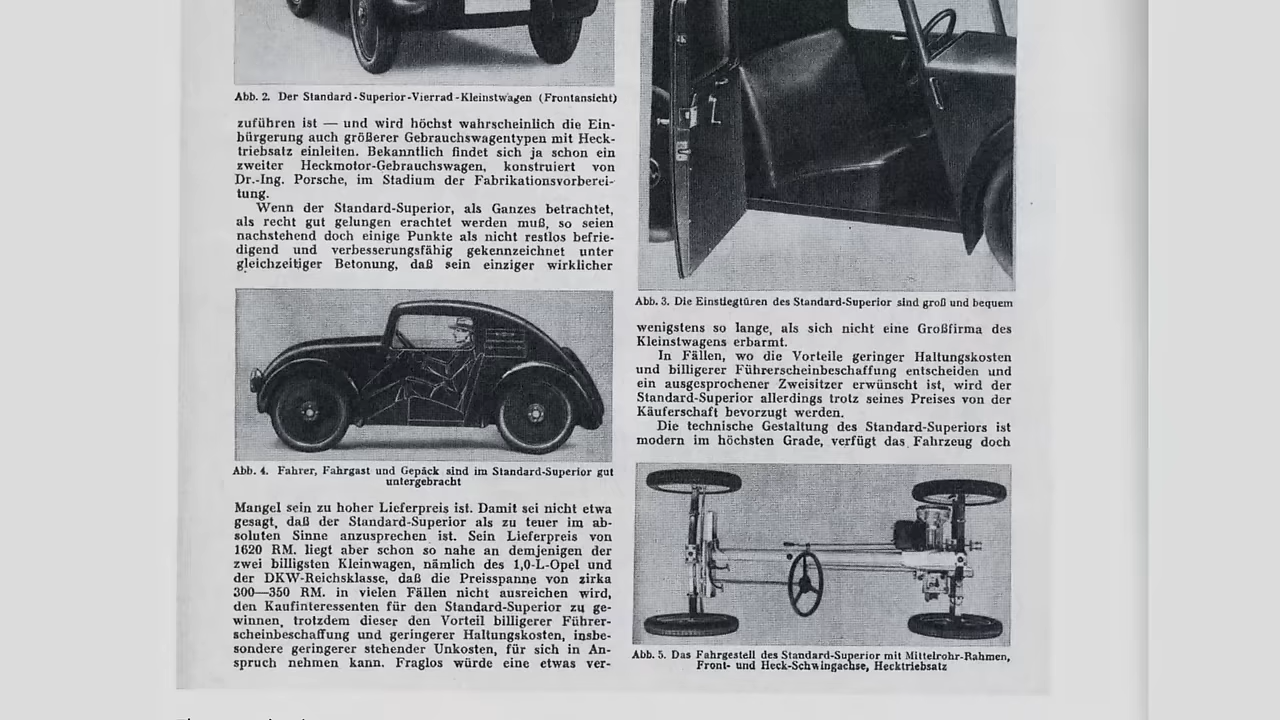 Abb. 2. Der Standard-Superior-Vierrad-Kleinstwagen (Frontansicht)
zuführen ist — und wird höchst wahrscheinlich die Ein-
bürgerung auch größerer Gebrauchswagentypen mit Heck-
triebsatz einleiten. Bekanntlich findet sich ja schon ein
zweiter Heckmotor-Gebrauchswagen, konstruiert von
Dr.-Ing. Porsche, im Stadium der Fabrikationsvorberei-
tung.
Wenn der Standard-Superior, als Ganzes betrachtet,
als recht gut gelungen erachtet werden muß, so seien
nachstehend doch einige Punkte als nicht restlos befrie-
digend und verbesserungsfähig gekennzeichnet unter
gleichzeitiger Betonung, daß sein einziger wirklicher
Abb. 4. Fahrer, Fahrgast und Gepäck sind im Standard-Superior gut
untergebracht
Mangel sein zu hoher Lieferpreis ist. Damit sei nicht etwa
gesagt, daß der Standard-Superior als zu teuer im ab-
soluten Sinne anzusprechen ist. Sein Lieferpreis von
1620 RM. liegt aber schon so nahe an demjenigen der
zwei billigsten Kleinwagen, nämlich des 1,0-L-Opel und
der DKW-Reichsklasse, daß die Preisspanne von zirka
300—350 RM. in vielen Fällen nicht ausreichen wird,
den Kaufinteressenten für den Standard-Superior zu ge-
winnen, trotzdem dieser den Vorteil billigerer Führer-
scheinbeschaffung und geringerer Haltungskosten, insbe-
sondere geringerer stehender Unkosten, für sich in An-
spruch nehmen kann. Fraglos würde eine etwas ver-
Abb. 3. Die Einstiegtüren des Standard-Superior sind groß und bequem
wenigstens so lange, als sich nicht eine Großfirma des
Kleinstwagens erbarmt.
In Fällen, wo die Vorteile geringer Haltungskosten
und billigerer Führerscheinbeschaffung entscheiden und
ein ausgesprochener Zweisitzer erwünscht ist, wird der
Standard-Superior allerdings trotz seines Preises von der
Käuferschaft bevorzugt werden.
Die technische Gestaltung des Standard-Superiors ist
modern im höchsten Grade, verfügt das Fahrzeug doch
Abb. 5. Das Fahrgestell des Standard-Superior mit Mittelrohr-Rahmen,
Front- und Heck-Schwingachse, Hecktriebsatz